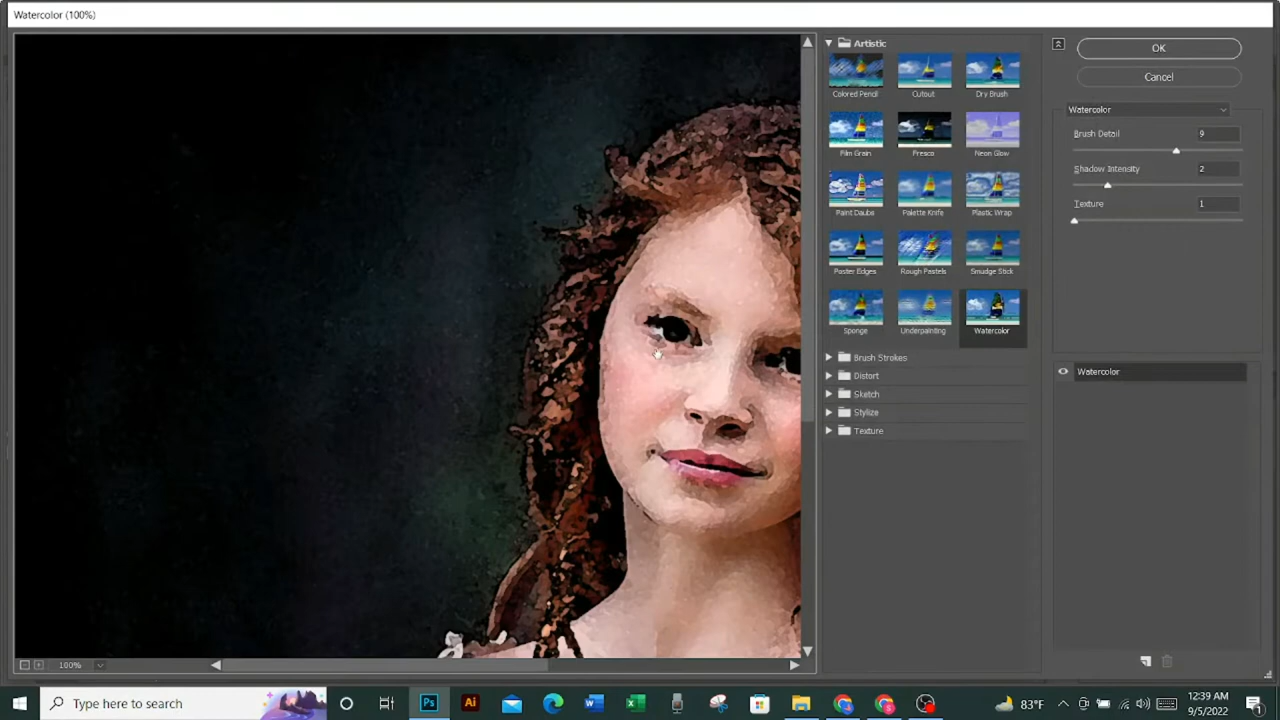 Watercolor (100%)
Artistic
Colored Pencil
Cutout
Dry Brush
Film Grain
Fresco
Neon Glow
Paint Daubs
Palette Knife
Plastic Wrap
Poster Edges
Rough Pastels
Smudge Stick
Sponge
Underpainting
Watercolor
Brush Strokes
Distort
Sketch
Stylize
Texture
OK
Cancel
Watercolor
Brush Detail 9
Shadow Intensity 2
Texture 1
Watercolor
100%
Type here to search
Ps
Ai
83°F
12:39 AM
9/5/2022
1